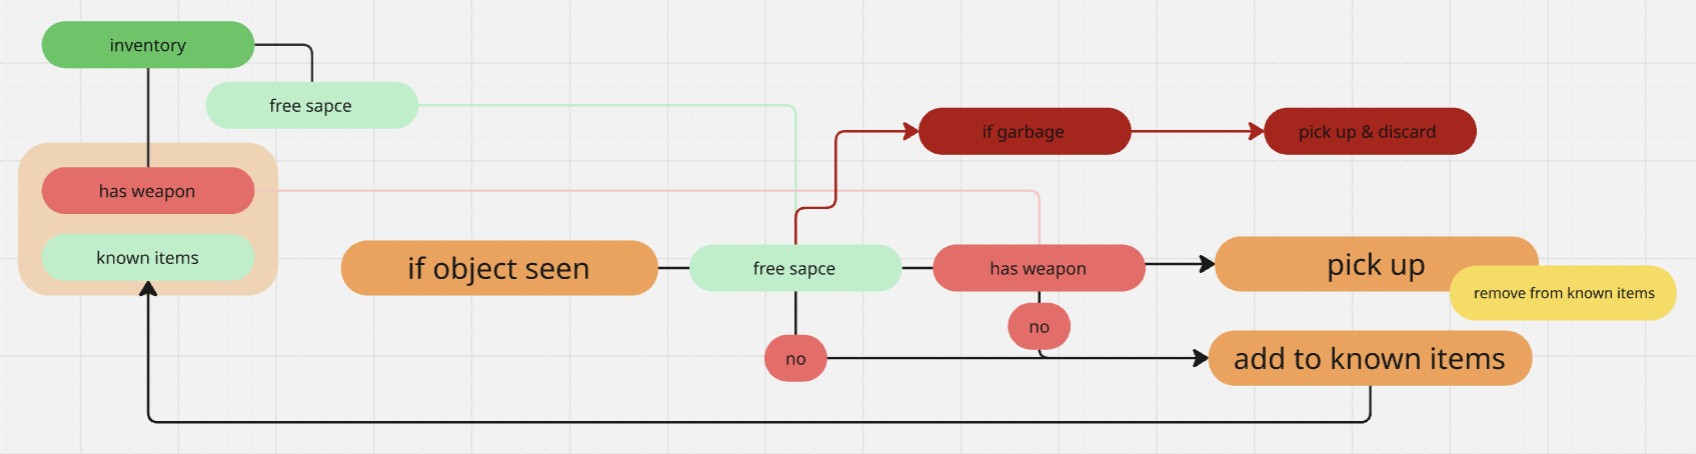 inventory
free sapce
if garbage
pick up & discard
has weapon
known items
if object seen
free sapce
has weapon
pick up
remove from known items
no
no
add to known items